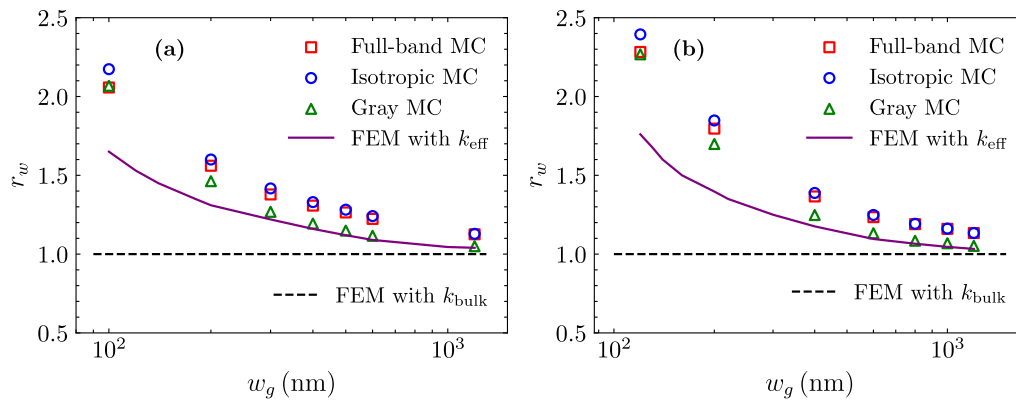 2.5
2.0
1.5
1.0
0.5
r_w
(a)
Full-band MC
Isotropic MC
Gray MC
FEM with k_eff
FEM with k_bulk
10^2
10^3
w_g (nm)
2.5
2.0
1.5
1.0
0.5
r_w
(b)
Full-band MC
Isotropic MC
Gray MC
FEM with k_eff
FEM with k_bulk
10^2
10^3
w_g (nm)